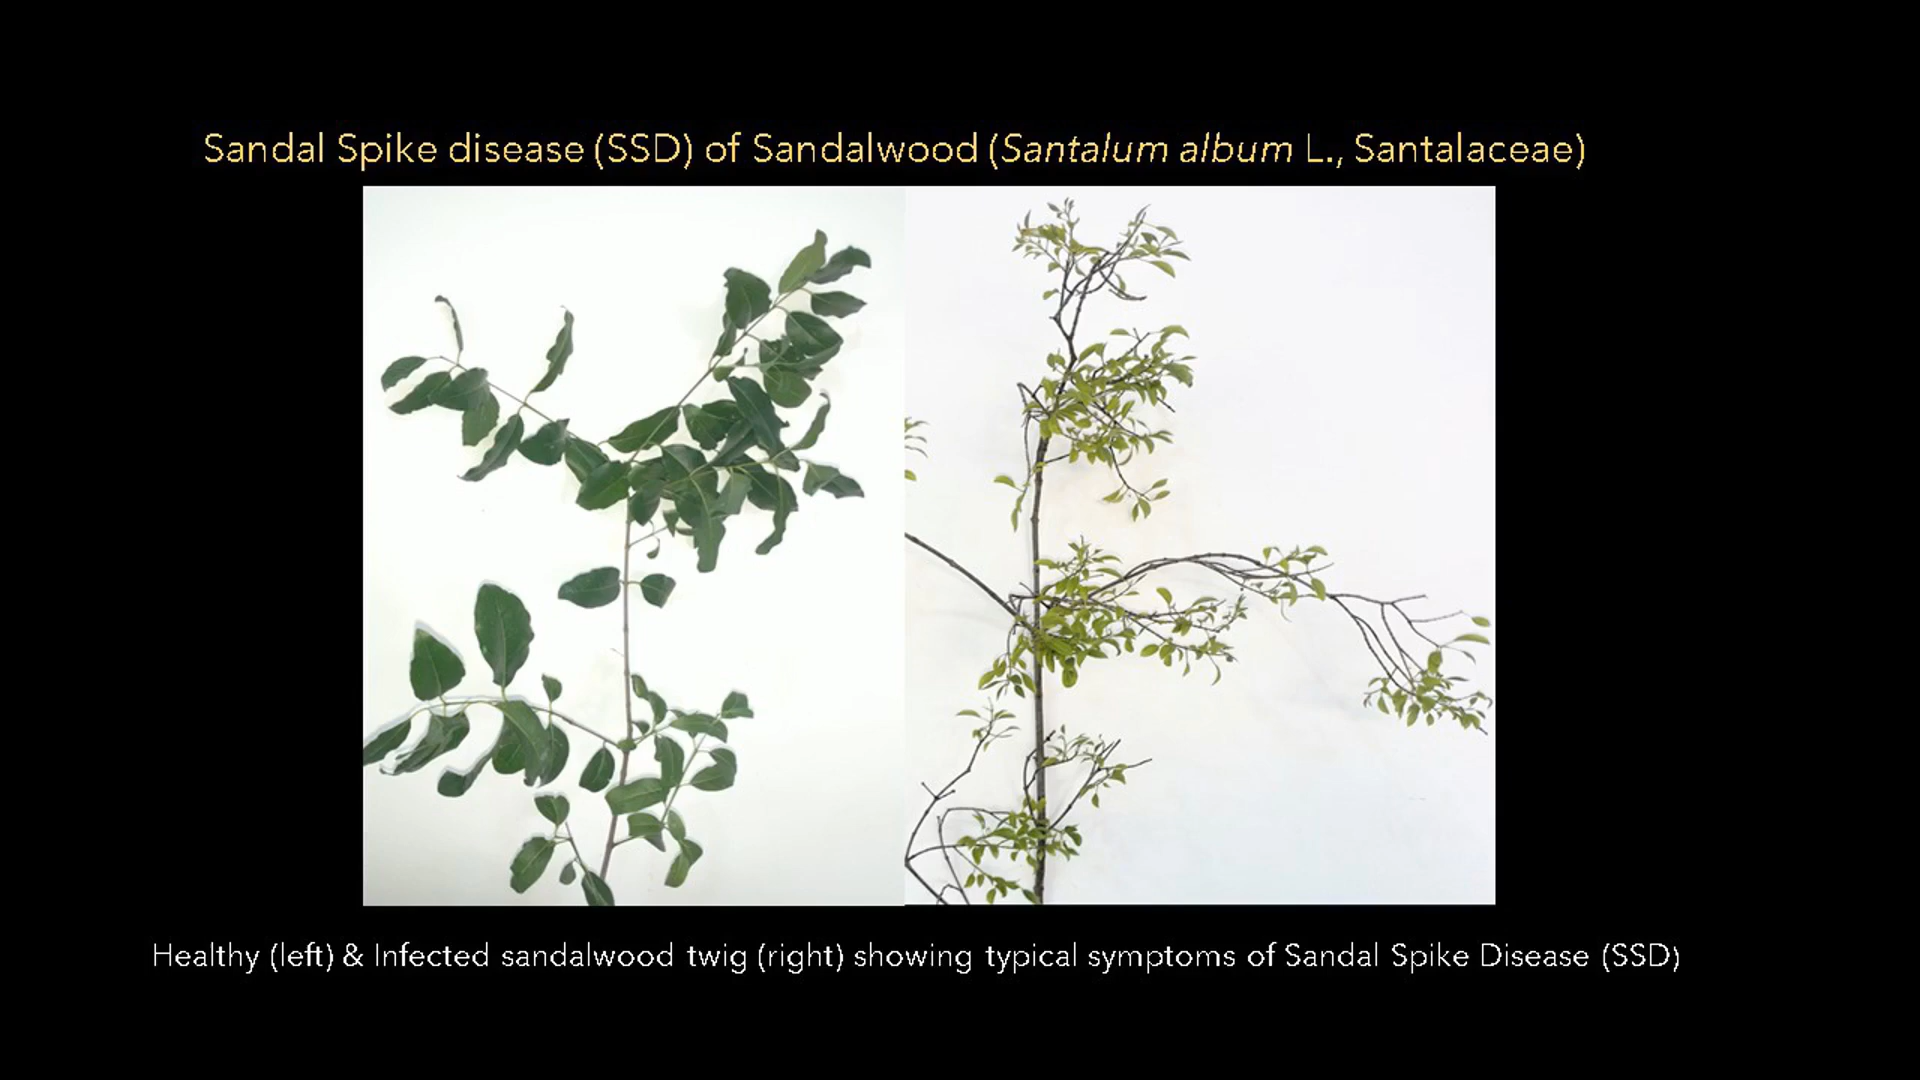 Sandal Spike disease (SSD) of Sandalwood (Santalum album L., Santalaceae)
Healthy (left) & Infected sandalwood twig (right) showing typical symptoms of Sandal Spike Disease (SSD)